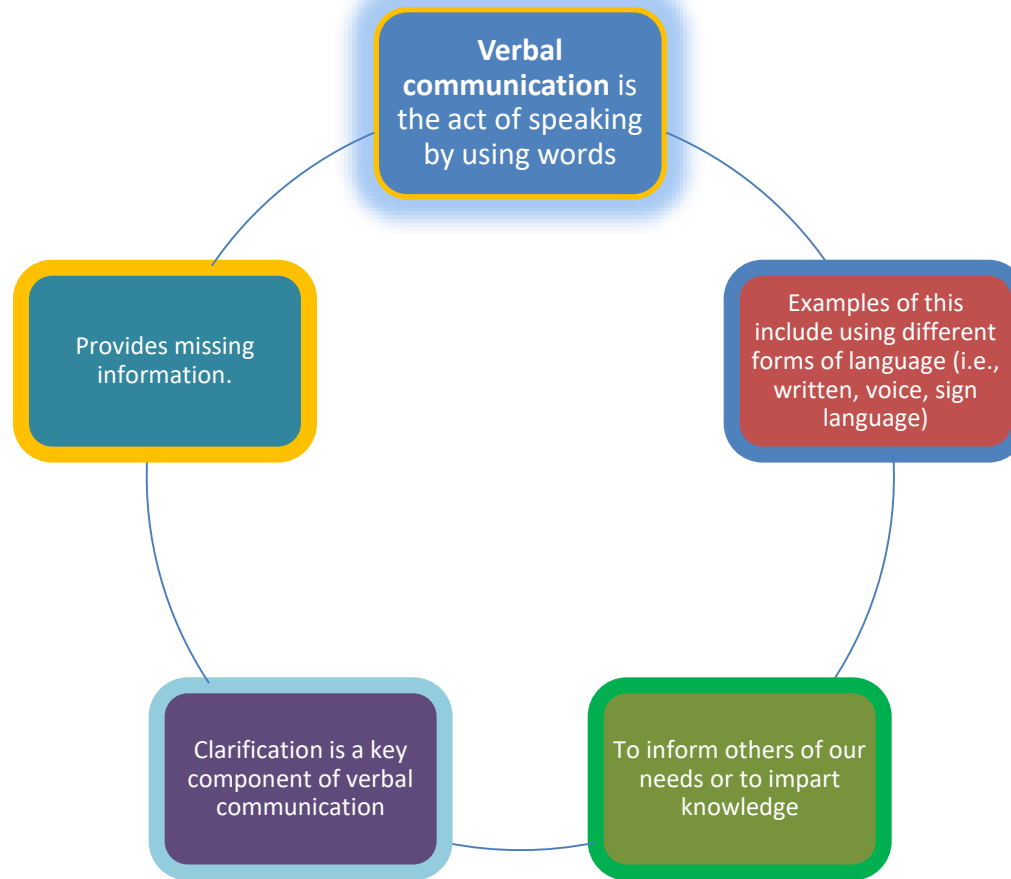 Verbal
communication is
the act of speaking
by using words
Examples of this
include using different
forms of language (i.e.,
written, voice, sign
language)
To inform others of our
needs or to impart
knowledge
Clarification is a key
component of verbal
communication
Provides missing
information.